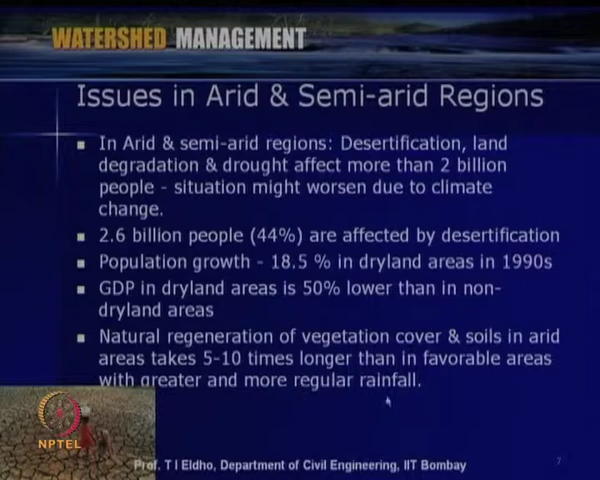 WATERSHED MANAGEMENT
Issues in Arid & Semi-arid Regions
In Arid & semi-arid regions: Desertification, land
degradation & drought affect more than 2 billion
people - situation might worsen due to climate
change.
2.6 billion people (44%) are affected by desertification
Population growth - 18.5 % in dryland areas in 1990s
GDP in dryland areas is 50% lower than in non-
dryland areas
Natural regeneration of vegetation cover & soils in arid
areas takes 5-10 times longer than in favorable areas
with greater and more regular rainfall.
NPTEL
Prof. T I Eldho, Department of Civil Engineering, IIT Bombay
7